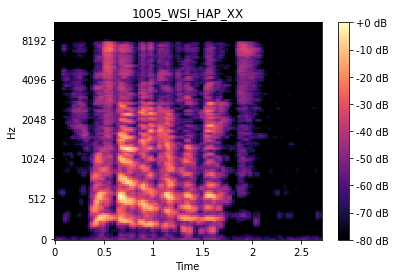 1005_WSI_HAP_XX
8192
4096
2048
1024
512
0
Hz
0 0.5 1 1.5 2 2.5
Time
+0 dB
-10 dB
-20 dB
-30 dB
-40 dB
-50 dB
-60 dB
-70 dB
-80 dB